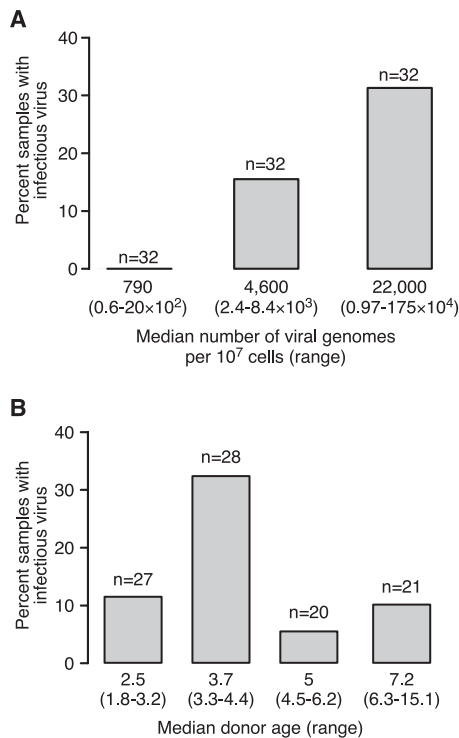 A
Percent samples with
infectious virus
40
30
20
10
0
n=32
n=32
n=32
790
4,600
22,000
(0.6-20×10²)
(2.4-8.4×10³)
(0.97-175×10⁴)
Median number of viral genomes
per 10⁷ cells (range)
B
Percent samples with
infectious virus
40
30
20
10
0
n=27
n=28
n=20
n=21
2.5
3.7
5
7.2
(1.8-3.2)
(3.3-4.4)
(4.5-6.2)
(6.3-15.1)
Median donor age (range)